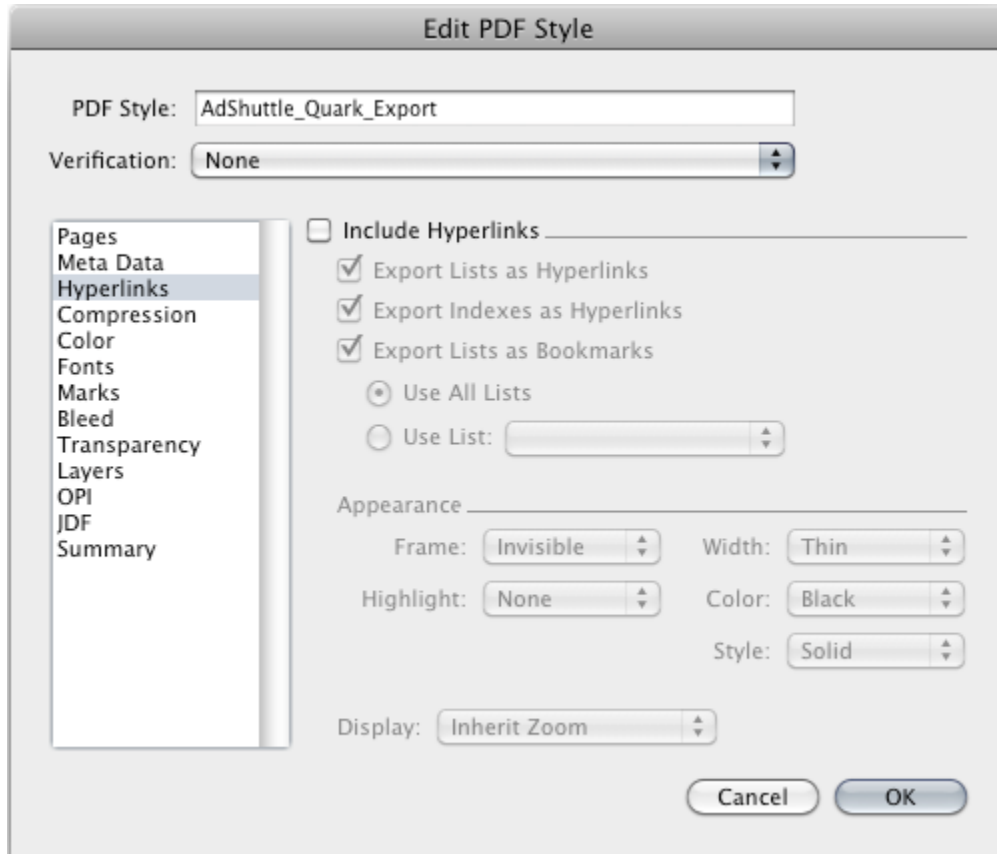 Edit PDF Style
PDF Style: AdShuttle_Quark_Export
Verification: None
Pages
Meta Data
Hyperlinks
Compression
Color
Fonts
Marks
Bleed
Transparency
Layers
OPI
JDF
Summary
Include Hyperlinks
Export Lists as Hyperlinks
Export Indexes as Hyperlinks
Export Lists as Bookmarks
Use All Lists
Use List:
Appearance
Frame: Invisible Width: Thin
Highlight: None Color: Black
Style: Solid
Display: Inherit Zoom
Cancel OK